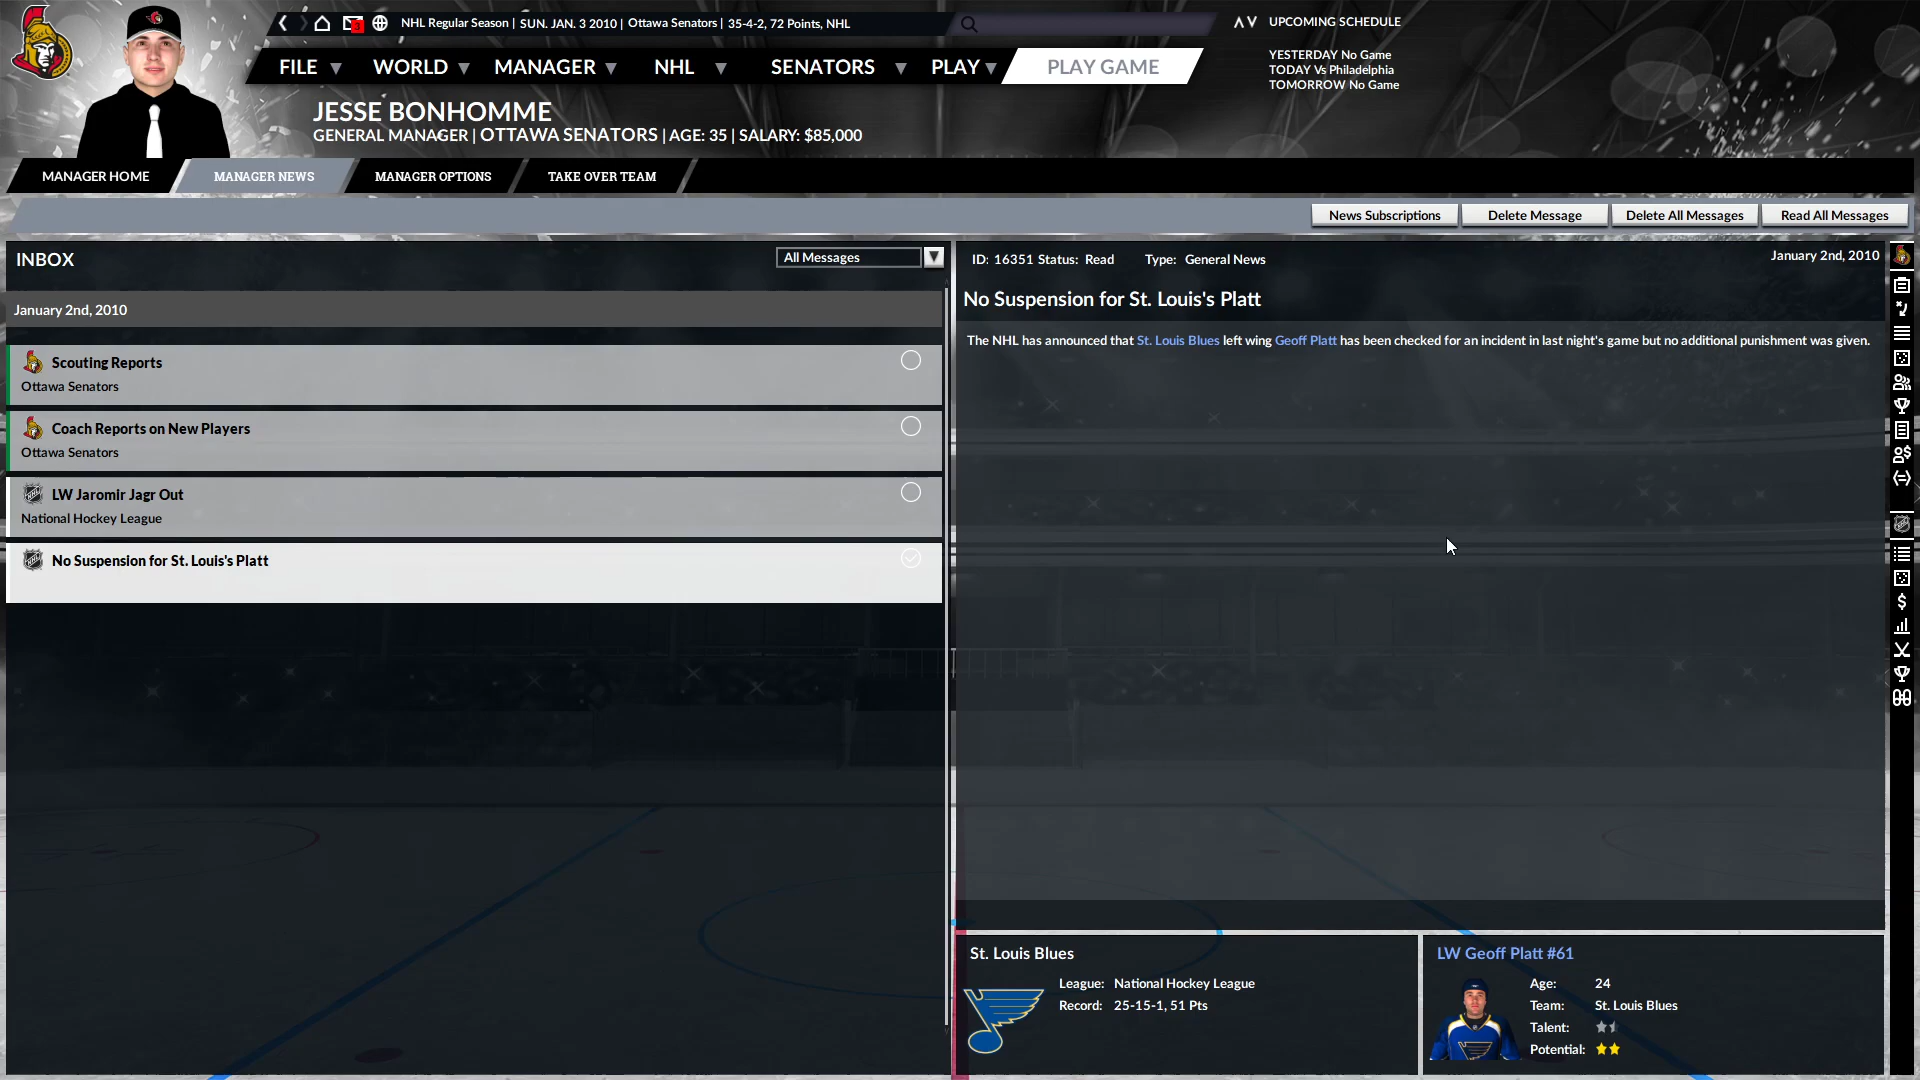 NHL Regular Season | SUN. JAN. 3 2010 | Ottawa Senators | 35-4-2, 72 Points, NHL
UPCOMING SCHEDULE
YESTERDAY No Game
TODAY Vs Philadelphia
TOMORROW No Game
FILE WORLD MANAGER NHL SENATORS PLAY PLAY GAME
JESSE BONHOMME
GENERAL MANAGER | OTTAWA SENATORS | AGE: 35 | SALARY: $85,000
MANAGER HOME MANAGER NEWS MANAGER OPTIONS TAKE OVER TEAM
News Subscriptions Delete Message Delete All Messages Read All Messages
INBOX All Messages
January 2nd, 2010
Scouting Reports
Ottawa Senators
Coach Reports on New Players
Ottawa Senators
LW Jaromir Jagr Out
National Hockey League
No Suspension for St. Louis's Platt
ID: 16351 Status: Read Type: General News January 2nd, 2010
No Suspension for St. Louis's Platt
The NHL has announced that St. Louis Blues left wing Geoff Platt has been checked for an incident in last night's game but no additional punishment was given.
St. Louis Blues
League: National Hockey League
Record: 25-15-1, 51 Pts
LW Geoff Platt #61
Age: 24
Team: St. Louis Blues
Talent:
Potential: